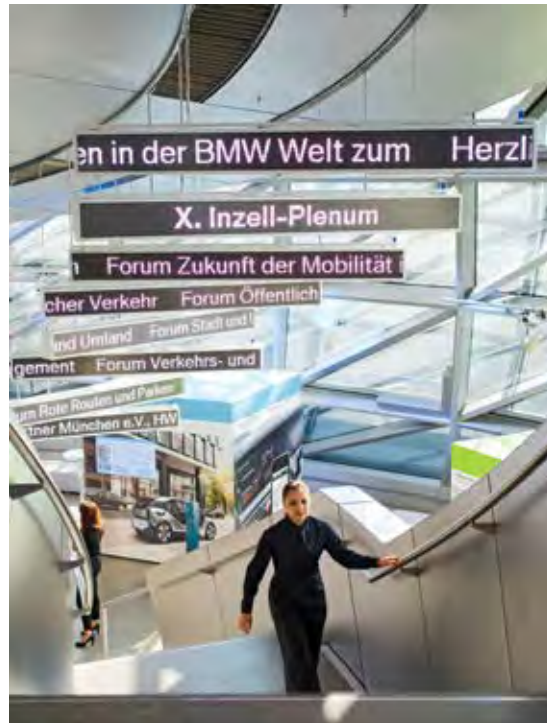 en in der BMW Welt zum Herzl
X. Inzell-Plenum
Forum Zukunft der Mobilität
cher Verkehr Forum Öffentlich
und Umland Forum Stadt und
gement Forum Verkehrs- und
Rote Routen und Parken
tner München e.V., HW